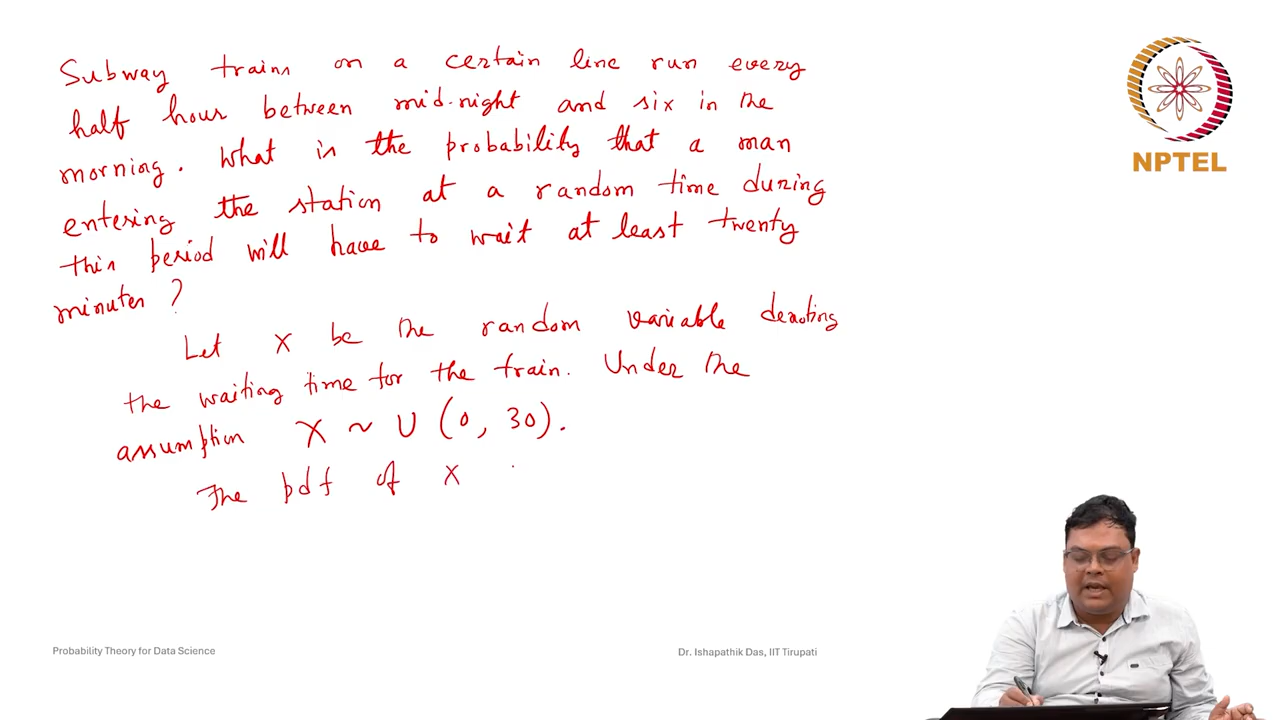 Subway trains on a certain line run every
half hour between mid-night and six in the
morning. What is the probability that a man
entering the station at a random time during
this period will have to wait at least twenty
minutes ?
Let X be the random variable denoting
the waiting time for the train. Under the
assumption X ~ U (0, 30).
The pdf of X
NPTEL
Probability Theory for Data Science
Dr. Ishapathik Das, IIT Tirupati